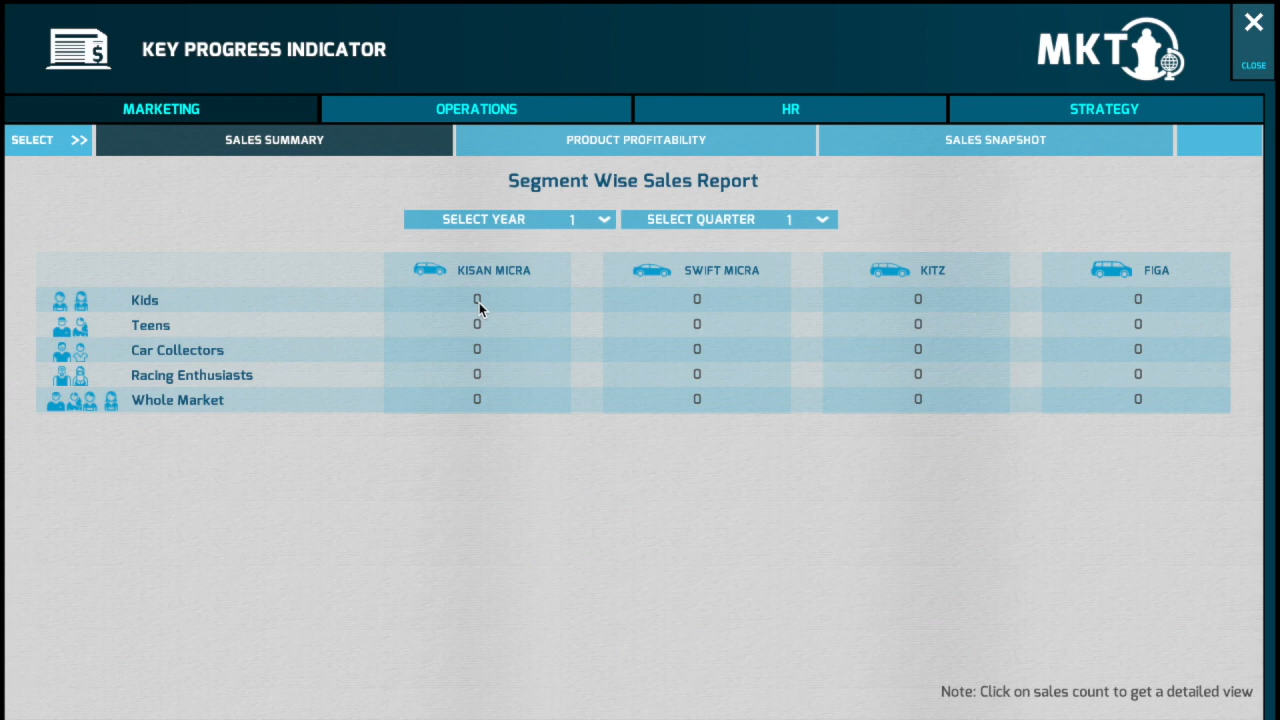 KEY PROGRESS INDICATOR
MKT
CLOSE
MARKETING OPERATIONS HR STRATEGY
SELECT >> SALES SUMMARY PRODUCT PROFITABILITY SALES SNAPSHOT
Segment Wise Sales Report
SELECT YEAR 1 SELECT QUARTER 1
KISAN MICRA SWIFT MICRA KITZ FIGA
Kids 0 0 0 0
Teens 0 0 0 0
Car Collectors 0 0 0 0
Racing Enthusiasts 0 0 0 0
Whole Market 0 0 0 0
Note: Click on sales count to get a detailed view